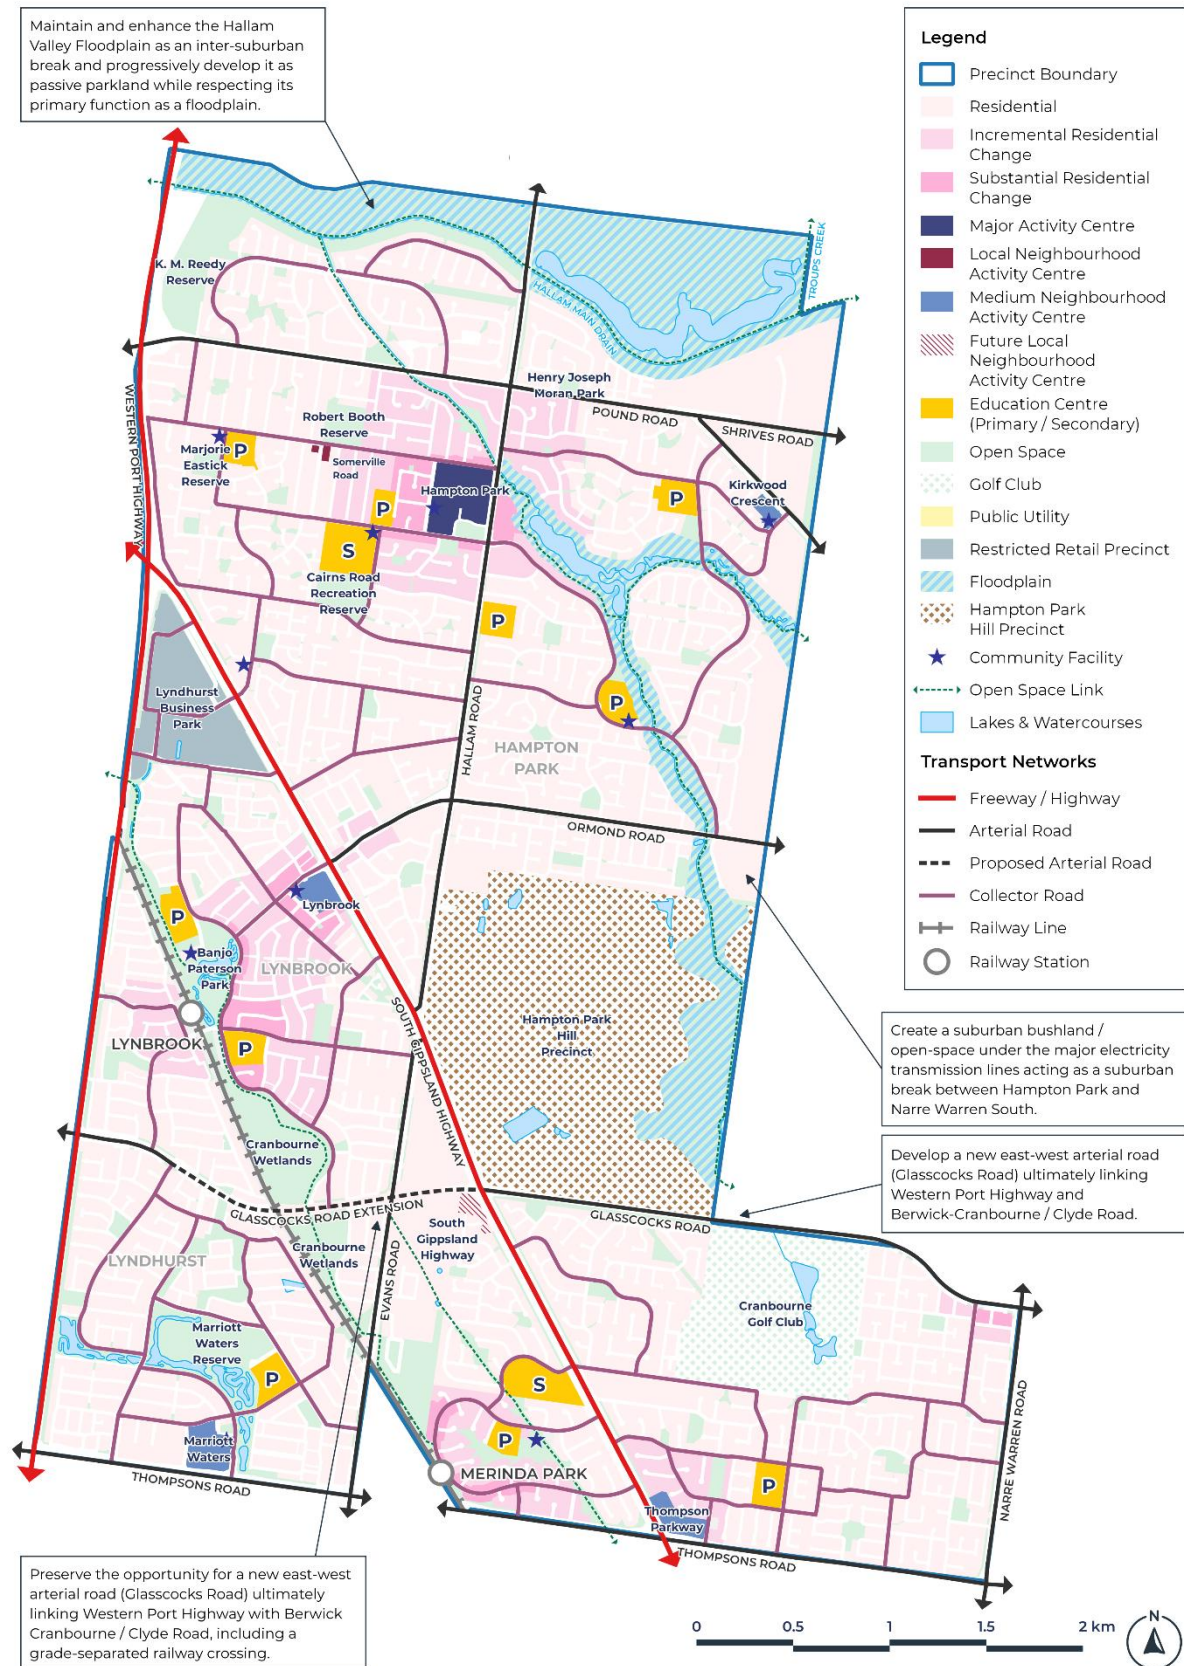 Maintain and enhance the Hallam
Valley Floodplain as an inter-suburban
break and progressively develop it as
passive parkland while respecting its
primary function as a floodplain.
Legend
Precinct Boundary
Residential
Incremental Residential
Change
Substantial Residential
Change
Major Activity Centre
Local Neighbourhood
Activity Centre
Medium Neighbourhood
Activity Centre
Future Local
Neighbourhood
Activity Centre
Education Centre
(Primary / Secondary)
Open Space
Golf Club
Public Utility
Restricted Retail Precinct
Floodplain
Hampton Park
Hill Precinct
Community Facility
Open Space Link
Lakes & Watercourses
Transport Networks
Freeway / Highway
Arterial Road
Proposed Arterial Road
Collector Road
Railway Line
Railway Station
TROUPS CREEK
K. M. Reedy
Reserve
HALLAM MAIN DRAIN
Henry Joseph
Moran Park
POUND ROAD
SHRIVES ROAD
WESTERN PORT HIGHWAY
Robert Booth
Reserve
Marjorie
Eastick
Reserve
P
Somerville
Road
Hampton Park
P
P
Kirkwood
Crescent
S
Cairns Road
Recreation
Reserve
P
Lyndhurst
Business
Park
P
HALLAM ROAD
HAMPTON
PARK
ORMOND ROAD
Lynbrook
P
Banjo
Paterson
Park
LYNBROOK
SOUTH GIPPSLAND HIGHWAY
Hampton Park
Hill
Precinct
LYNBROOK
P
Create a suburban bushland /
open-space under the major electricity
transmission lines acting as a suburban
break between Hampton Park and
Narre Warren South.
Cranbourne
Wetlands
Develop a new east-west arterial road
(Glasscocks Road) ultimately linking
Western Port Highway and
Berwick-Cranbourne / Clyde Road.
GLASSCOCKS ROAD EXTENSION
GLASSCOCKS ROAD
South
Gippsland
Highway
Cranbourne
Wetlands
LYNDHURST
EVANS ROAD
Cranbourne
Golf Club
Marriott
Waters
Reserve
P
S
NARRE WARREN ROAD
Marriott
Waters
P
MERINDA PARK
P
THOMPSONS ROAD
Thompson
Parkway
THOMPSONS ROAD
Preserve the opportunity for a new east-west
arterial road (Glasscocks Road) ultimately
linking Western Port Highway with Berwick
Cranbourne / Clyde Road, including a
grade-separated railway crossing.
0 0.5 1 1.5 2 km
N